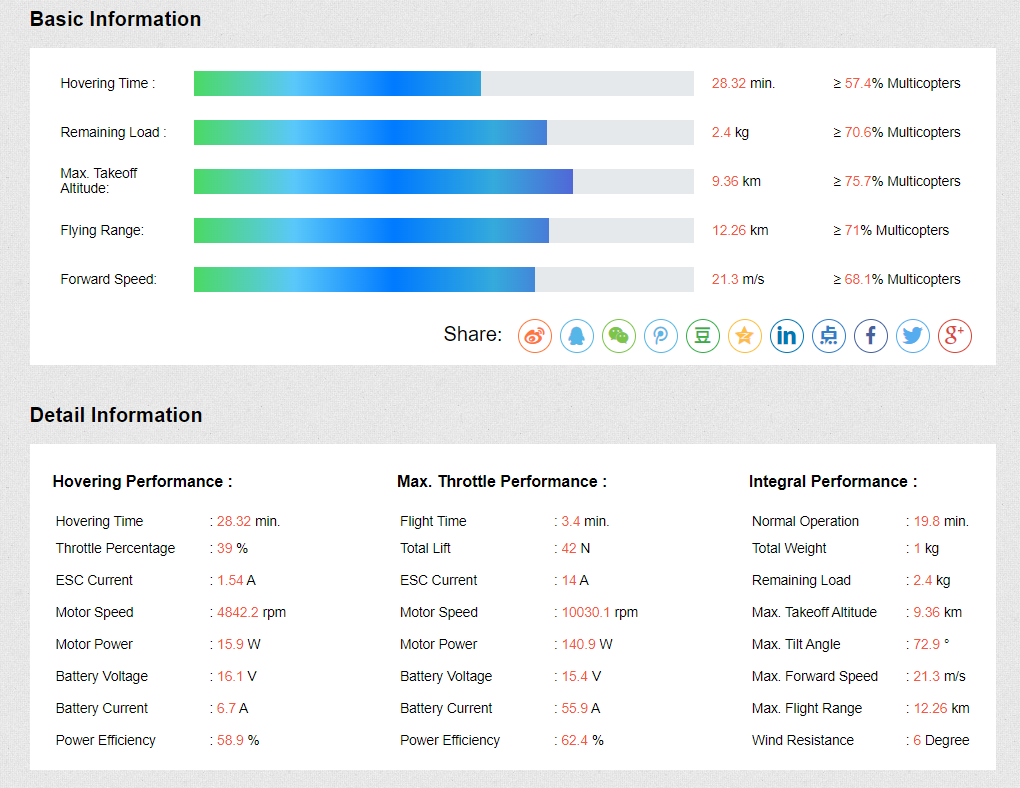 Basic Information
Hovering Time : 28.32 min. ≥ 57.4% Multicopters
Remaining Load : 2.4 kg ≥ 70.6% Multicopters
Max. Takeoff
Altitude: 9.36 km ≥ 75.7% Multicopters
Flying Range: 12.26 km ≥ 71% Multicopters
Forward Speed: 21.3 m/s ≥ 68.1% Multicopters
Share: 豆 in 点 f g+
Detail Information
Hovering Performance : Max. Throttle Performance : Integral Performance :
Hovering Time : 28.32 min. Flight Time : 3.4 min. Normal Operation : 19.8 min.
Throttle Percentage : 39 % Total Lift : 42 N Total Weight : 1 kg
ESC Current : 1.54 A ESC Current : 14 A Remaining Load : 2.4 kg
Motor Speed : 4842.2 rpm Motor Speed : 10030.1 rpm Max. Takeoff Altitude : 9.36 km
Motor Power : 15.9 W Motor Power : 140.9 W Max. Tilt Angle : 72.9 °
Battery Voltage : 16.1 V Battery Voltage : 15.4 V Max. Forward Speed : 21.3 m/s
Battery Current : 6.7 A Battery Current : 55.9 A Max. Flight Range : 12.26 km
Power Efficiency : 58.9 % Power Efficiency : 62.4 % Wind Resistance : 6 Degree